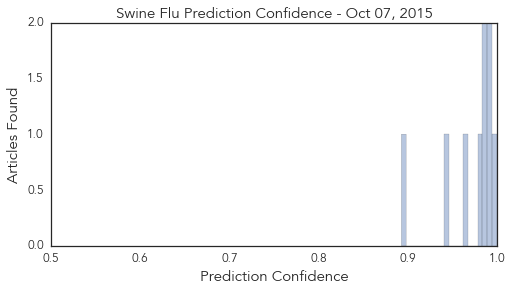 Swine Flu Prediction Confidence - Oct 07, 2015
2.0
1.5
1.0
0.5
0.0
Articles Found
0.5 0.6 0.7 0.8 0.9 1.0
Prediction Confidence